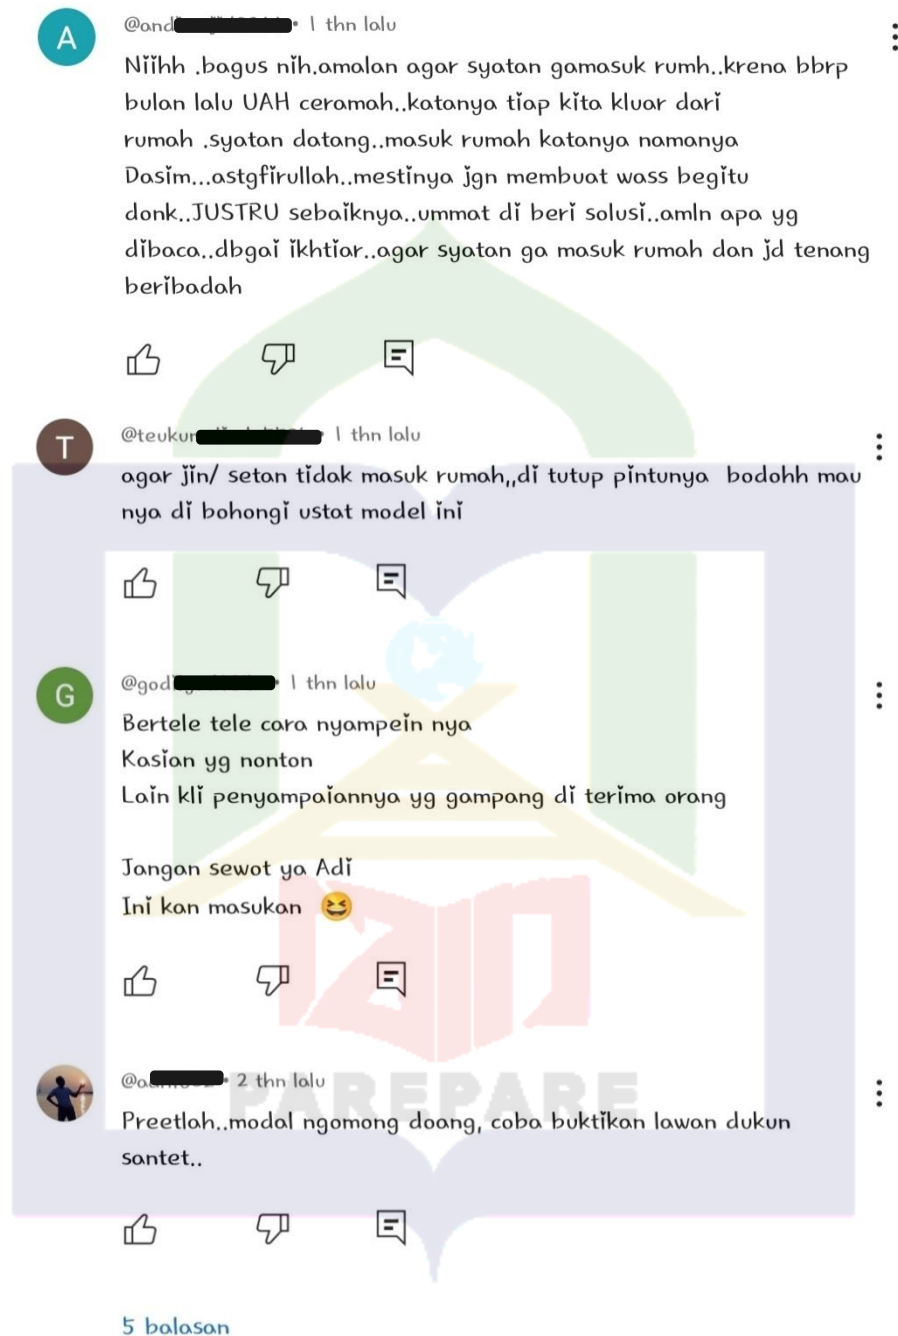 A
@and • 1 thn lalu
Niihh .bagus nih.amalan agar syatan gamasuk rumh..krena bbrp
bulan lalu UAH ceramah..katanya tiap kita kluar dari
rumah .syatan datang..masuk rumah katanya namanya
Dasim...astgfirullah..mestinya jgn membuat wass begitu
donk..JUSTRU sebaiknya..ummat di beri solusi..amln apa yg
dibaca..dbgai ikhtiar..agar syatan ga masuk rumah dan jd tenang
beribadah
T
@teukur • 1 thn lalu
agar jin/ setan tidak masuk rumah,,di tutup pintunya bodohh mau
nya di bohongi ustat model ini
G
@god • 1 thn lalu
Bertele tele cara nyampein nya
Kasian yg nonton
Lain kli penyampaiannya yg gampang di terima orang
Jangan sewot ya Adi
Ini kan masukan 😆
@a • 2 thn lalu
Preetlah..modal ngomong doang, coba buktikan lawan dukun
santet..
5 balasan
PAREPARE